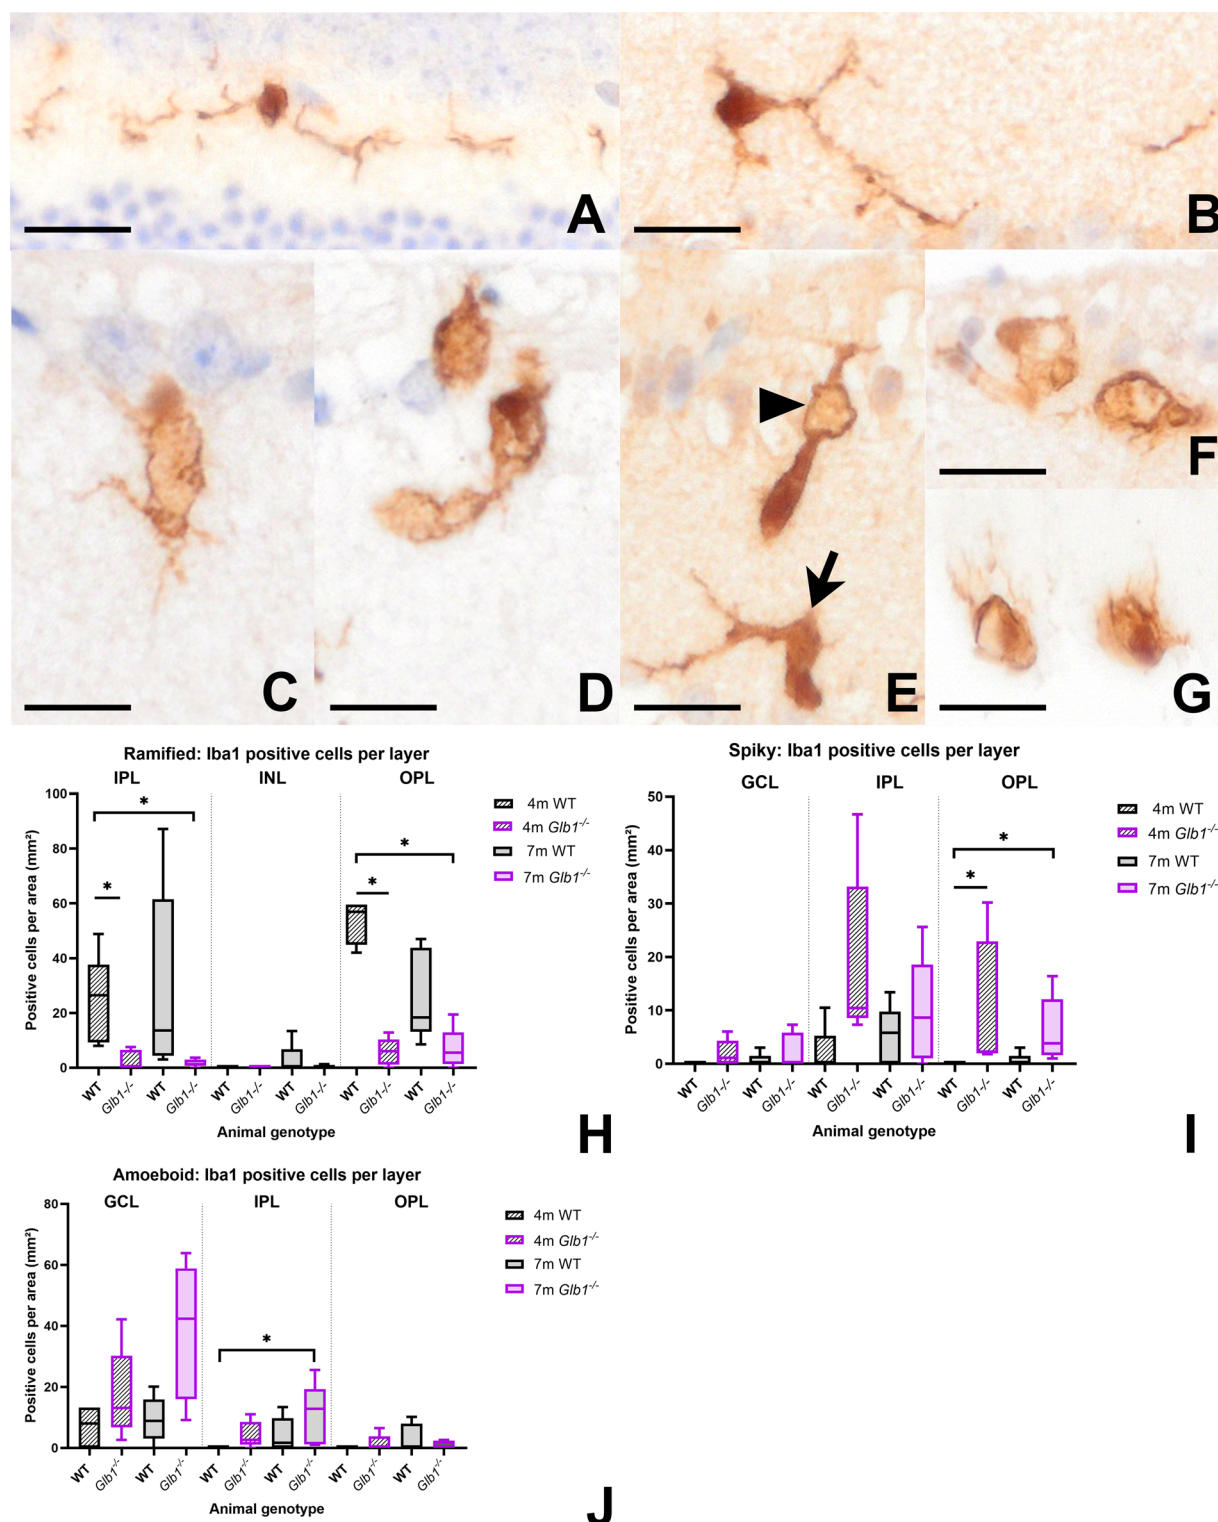 A
B
C
D
E
F
G
Ramified: Iba1 positive cells per layer
IPL INL OPL
Positive cells per area (mm²)
100
80
60
40
20
0
*
*
*
*
4m WT
4m Glb1-/-
7m WT
7m Glb1-/-
WT Glb1-/- WT Glb1-/- WT Glb1-/- WT Glb1-/- WT Glb1-/- WT Glb1-/-
Animal genotype
H
Spiky: Iba1 positive cells per layer
GCL IPL OPL
Positive cells per area (mm²)
50
40
30
20
10
0
*
*
4m WT
4m Glb1-/-
7m WT
7m Glb1-/-
WT Glb1-/- WT Glb1-/- WT Glb1-/- WT Glb1-/- WT Glb1-/- WT Glb1-/-
Animal genotype
I
Amoeboid: Iba1 positive cells per layer
GCL IPL OPL
Positive cells per area (mm²)
80
60
40
20
0
*
4m WT
4m Glb1-/-
7m WT
7m Glb1-/-
WT Glb1-/- WT Glb1-/- WT Glb1-/- WT Glb1-/- WT Glb1-/- WT Glb1-/-
Animal genotype
J